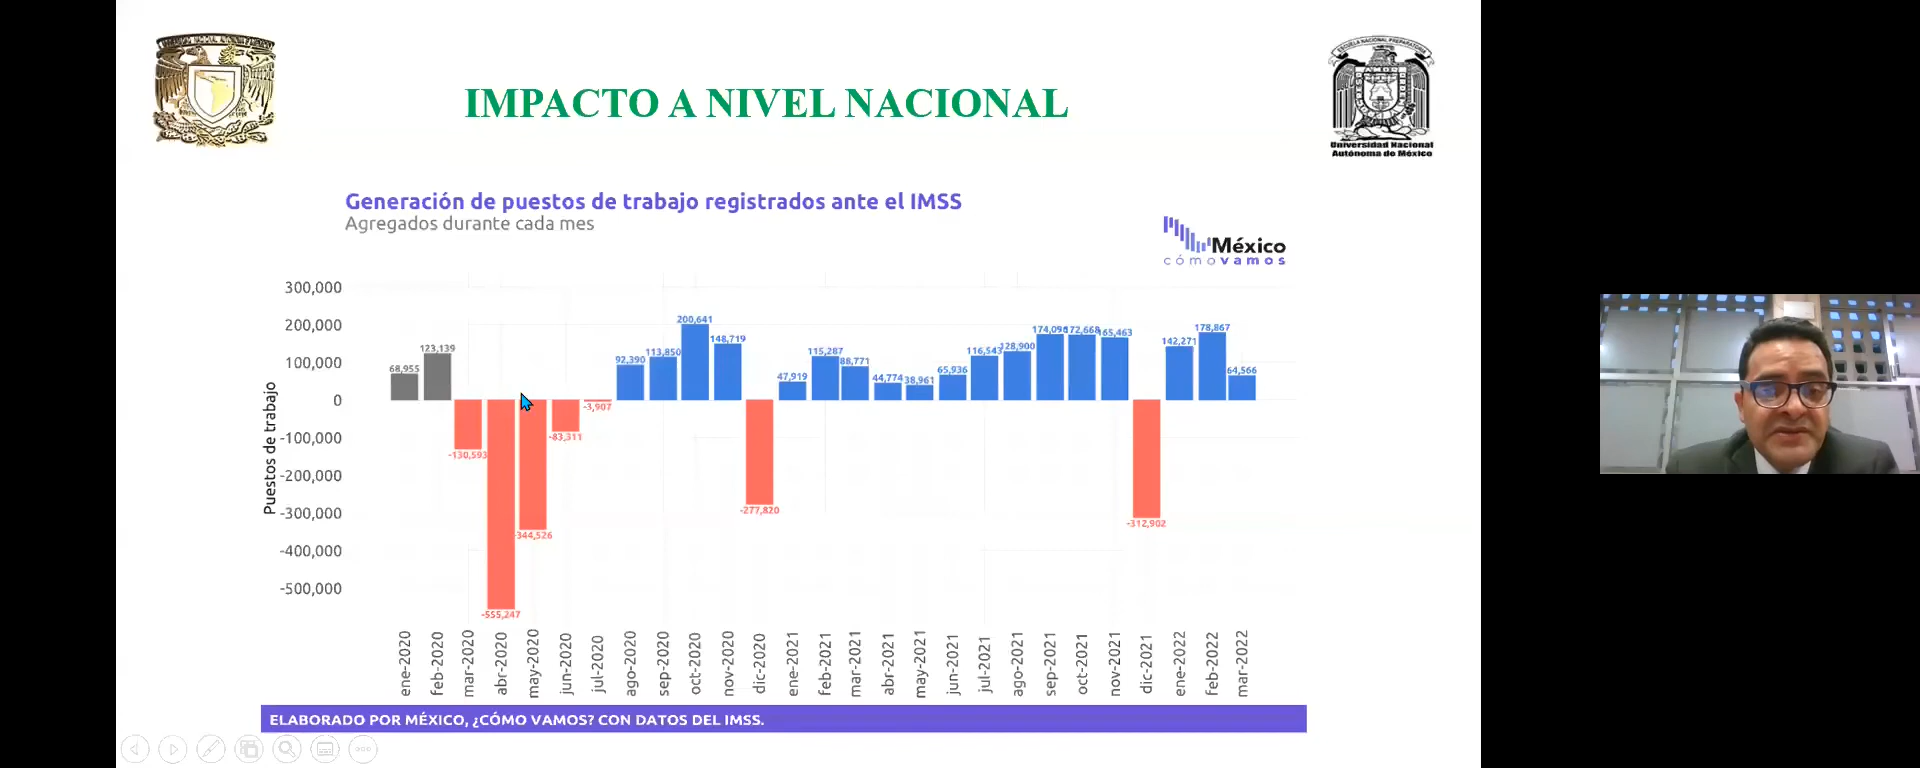 IMPACTO A NIVEL NACIONAL
Universidad Nacional
Autónoma de México
Generación de puestos de trabajo registrados ante el IMSS
Agregados durante cada mes
México
cómovamos
Puestos de trabajo
300,000
200,000
100,000
0
-100,000
-200,000
-300,000
-400,000
-500,000
68,955
123,139
-130,593
-555,247
-344,526
-83,311
-3,907
92,390
113,850
200,641
148,719
-277,820
47,919
115,287
88,771
44,774
38,961
65,936
116,543
128,900
172,668
165,463
-312,902
142,271
178,867
64,566
ene-2020
feb-2020
mar-2020
abr-2020
may-2020
jun-2020
jul-2020
ago-2020
sep-2020
oct-2020
nov-2020
dic-2020
ene-2021
feb-2021
mar-2021
abr-2021
may-2021
jun-2021
jul-2021
ago-2021
sep-2021
oct-2021
nov-2021
dic-2021
ene-2022
feb-2022
mar-2022
ELABORADO POR MÉXICO, ¿CÓMO VAMOS? CON DATOS DEL IMSS.